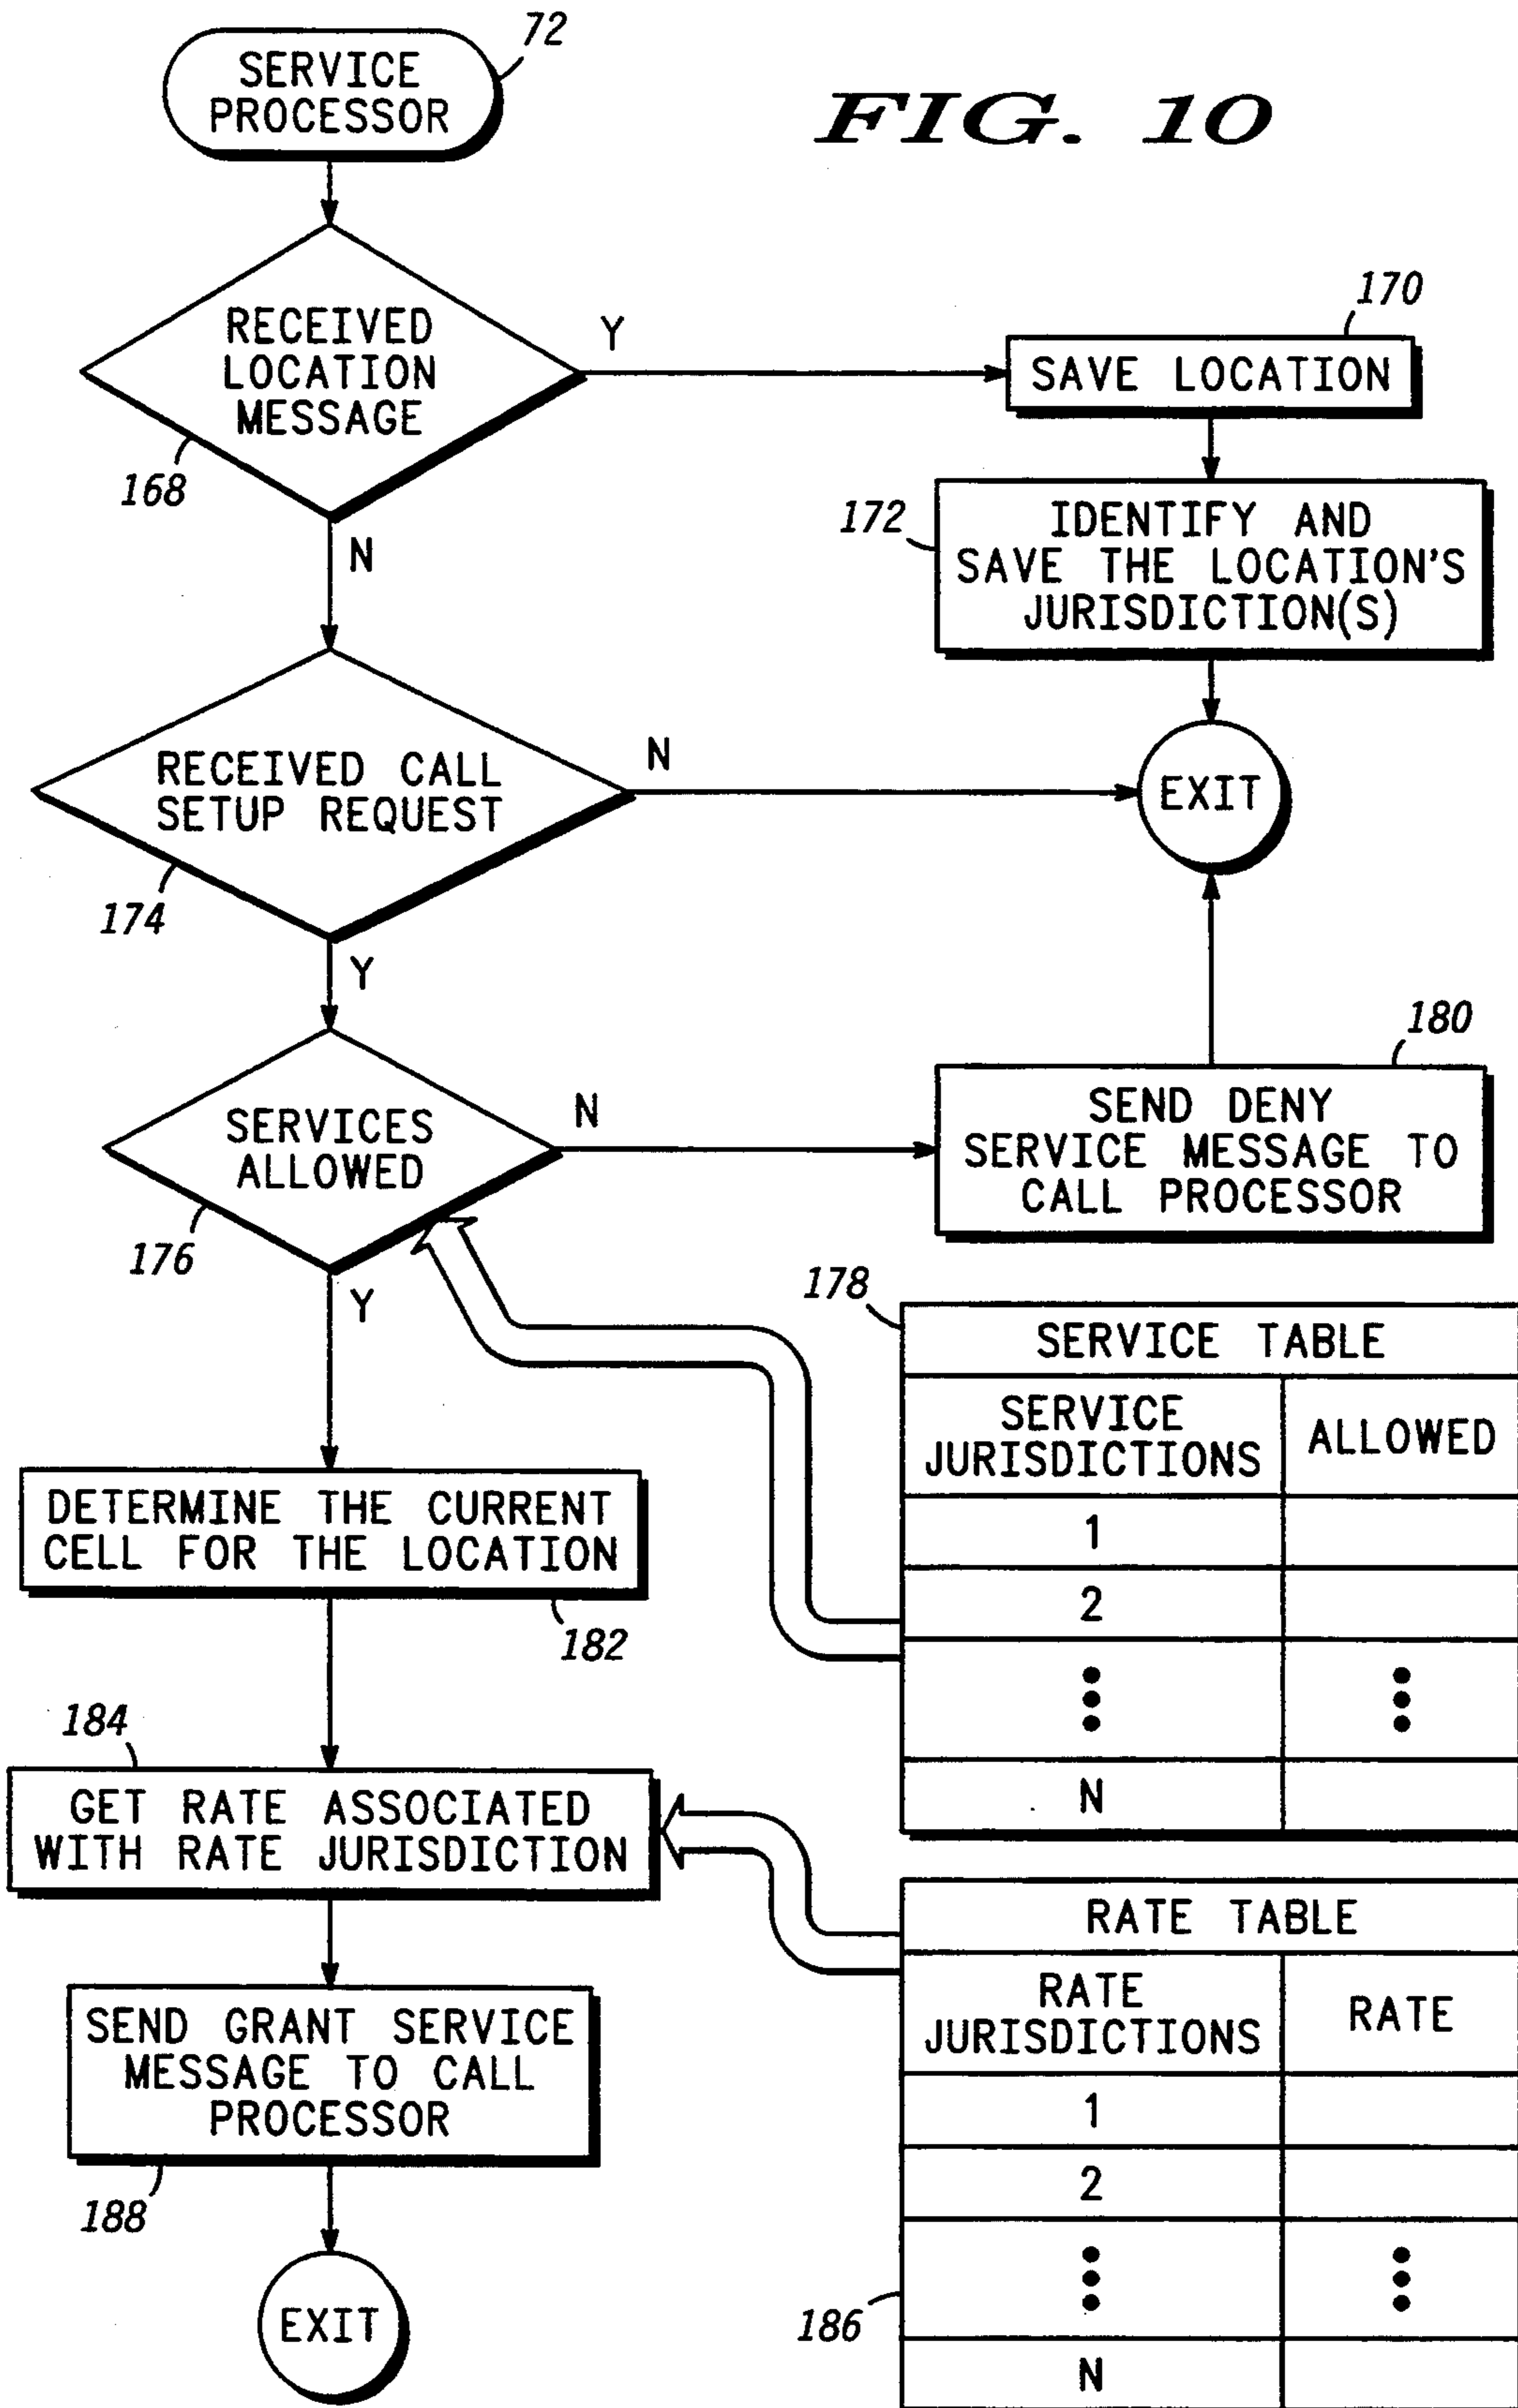 72
SERVICE
PROCESSOR
FIG. 10
RECEIVED
LOCATION
MESSAGE
168
Y
N
170
SAVE LOCATION
172
IDENTIFY AND
SAVE THE LOCATION'S
JURISDICTION(S)
RECEIVED CALL
SETUP REQUEST
174
N
Y
EXIT
SERVICES
ALLOWED
176
N
Y
180
SEND DENY
SERVICE MESSAGE TO
CALL PROCESSOR
178
SERVICE TABLE
SERVICE
JURISDICTIONS
ALLOWED
1
2
N
DETERMINE THE CURRENT
CELL FOR THE LOCATION
182
184
GET RATE ASSOCIATED
WITH RATE JURISDICTION
RATE TABLE
RATE
JURISDICTIONS
RATE
1
2
186
N
SEND GRANT SERVICE
MESSAGE TO CALL
PROCESSOR
188
EXIT